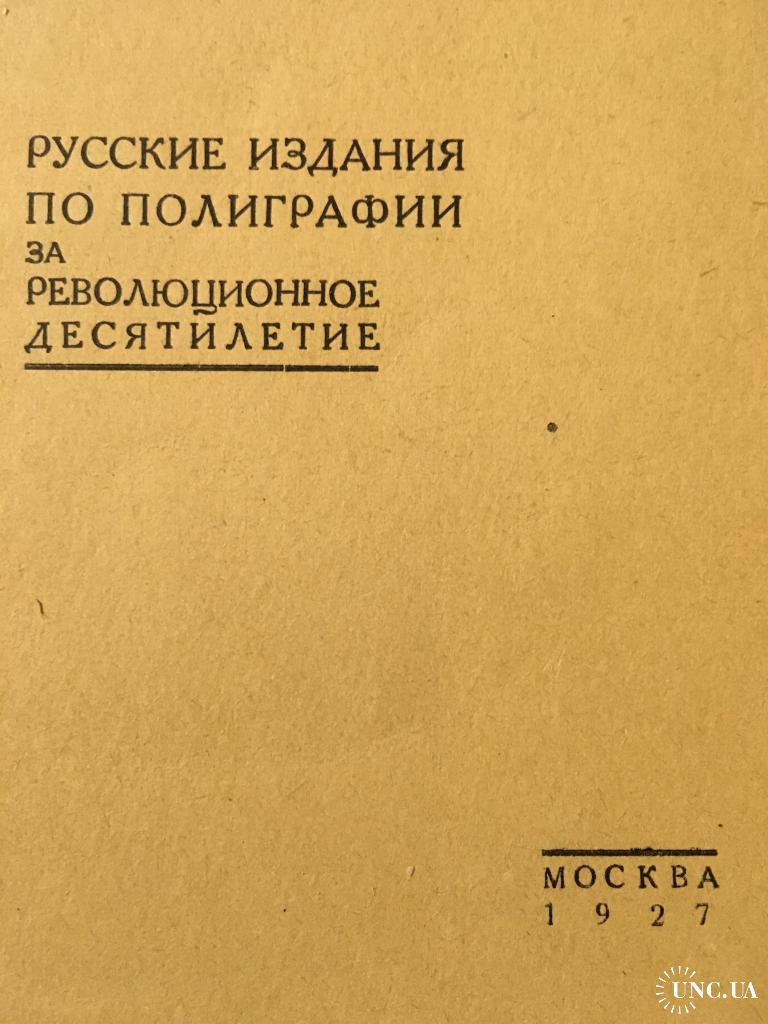 РУССКИЕ ИЗДАНИЯ
ПО ПОЛИГРАФИИ
ЗА
РЕВОЛЮЦИОННОЕ
ДЕСЯТИЛЕТИЕ
МОСКВА
1927
UNC.UA